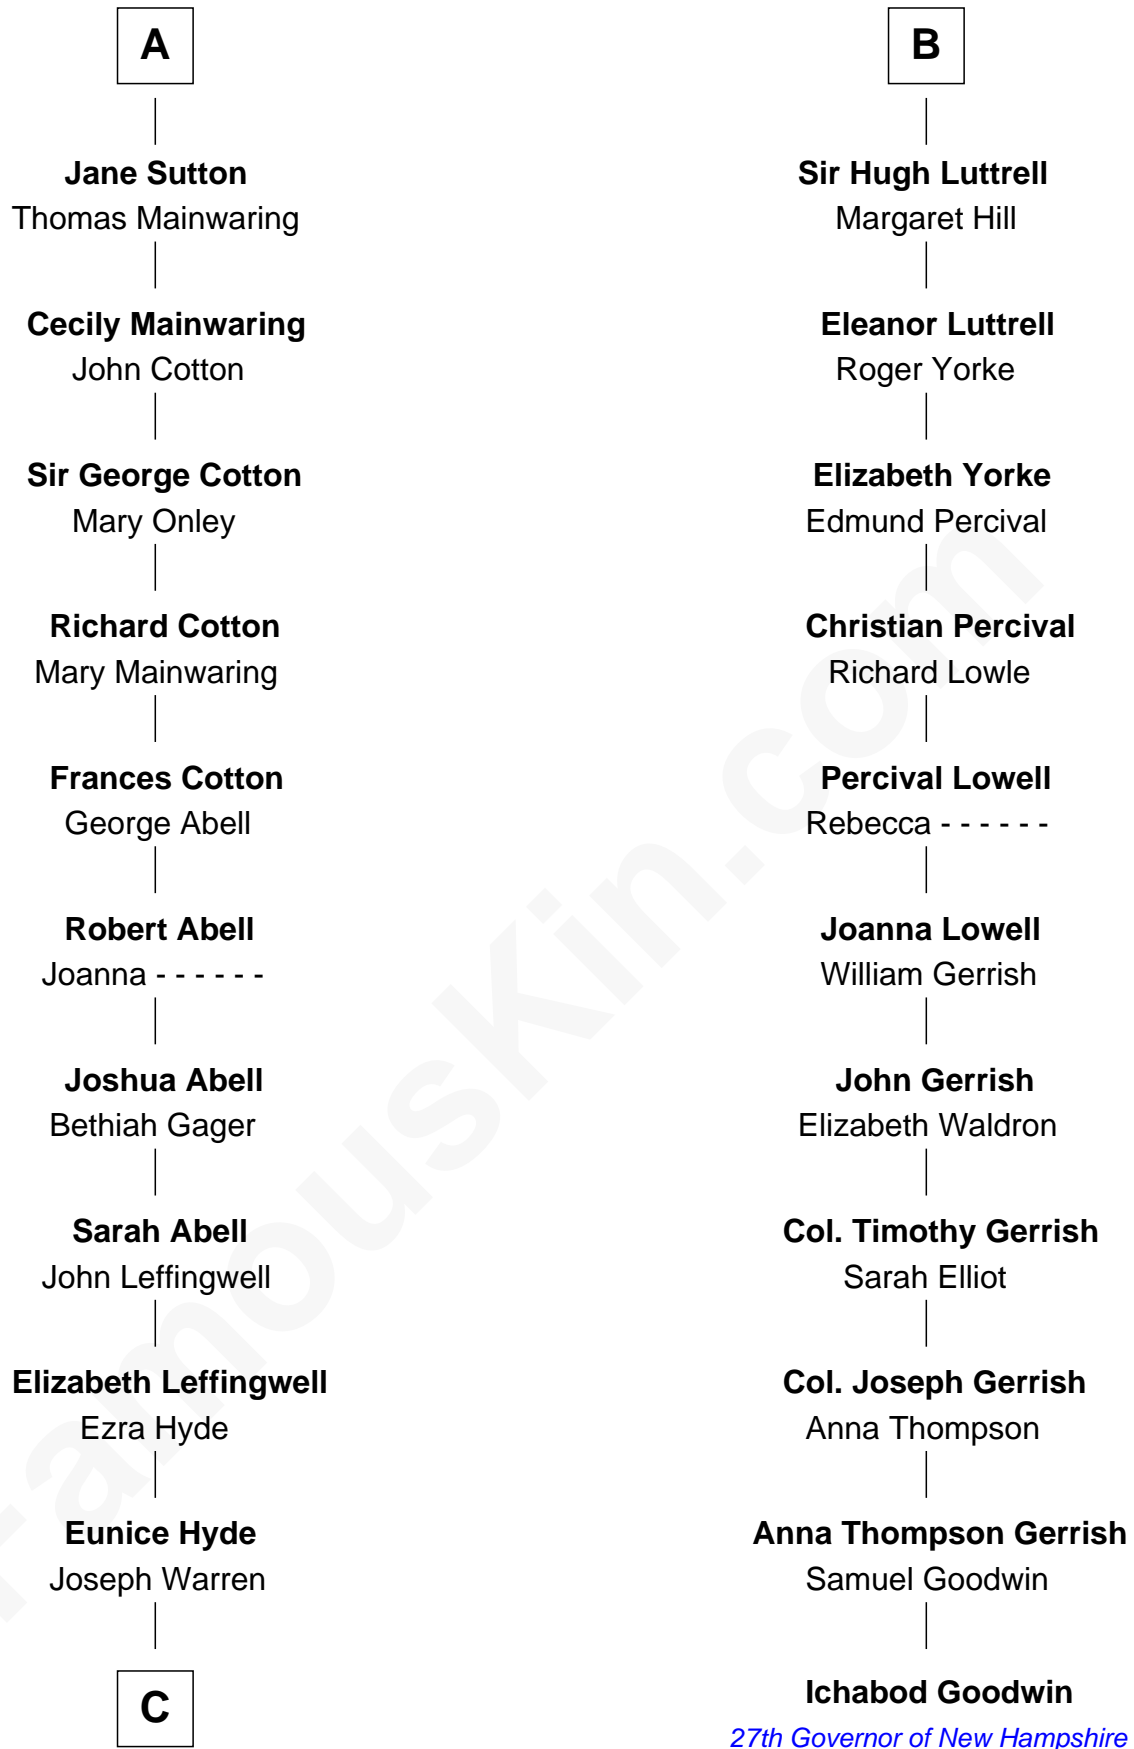 A
Jane Sutton
Thomas Mainwaring
Cecily Mainwaring
John Cotton
Sir George Cotton
Mary Onley
Richard Cotton
Mary Mainwaring
Frances Cotton
George Abell
Robert Abell
Joanna - - - - - -
Joshua Abell
Bethiah Gager
Sarah Abell
John Leffingwell
Elizabeth Leffingwell
Ezra Hyde
Eunice Hyde
Joseph Warren
C
B
Sir Hugh Luttrell
Margaret Hill
Eleanor Luttrell
Roger Yorke
Elizabeth Yorke
Edmund Percival
Christian Percival
Richard Lowle
Percival Lowell
Rebecca - - - - - -
Joanna Lowell
William Gerrish
John Gerrish
Elizabeth Waldron
Col. Timothy Gerrish
Sarah Elliot
Col. Joseph Gerrish
Anna Thompson
Anna Thompson Gerrish
Samuel Goodwin
Ichabod Goodwin
27th Governor of New Hampshire
FamousKin.com